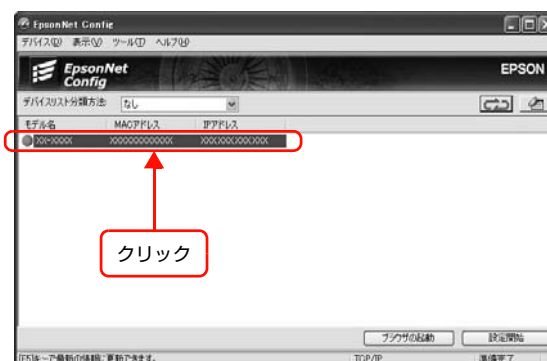 EpsonNet Config
デバイス(D) 表示(V) ツール(T) ヘルプ(H)
EpsonNet
Config
EPSON
デバイスリスト分類方法: なし
モデル名 MACアドレス IPアドレス
XX-XXXX XXXXXXXXXXXX XXX.XXX.XXX.XXX
クリック
ブラウザの起動 設定開始
[F5]キーで最新の情報に更新できます。 TCP/IP 準備完了